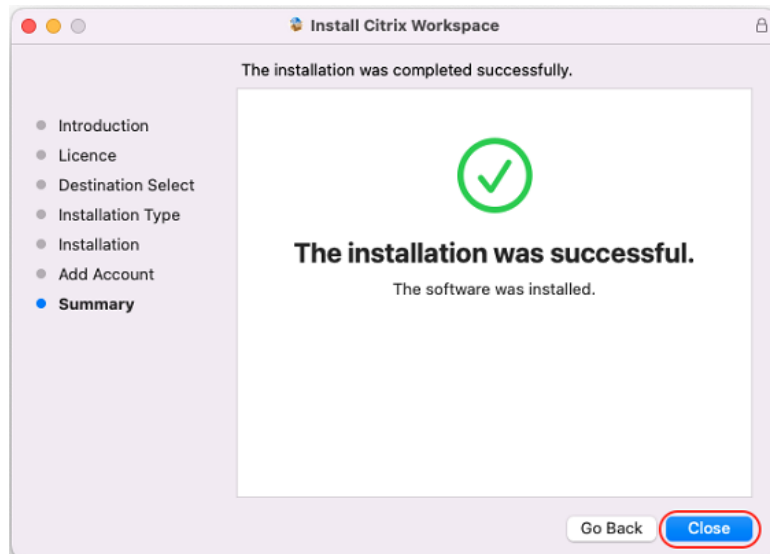 Install Citrix Workspace
The installation was completed successfully.
Introduction
Licence
Destination Select
Installation Type
Installation
Add Account
Summary
The installation was successful.
The software was installed.
Go Back
Close